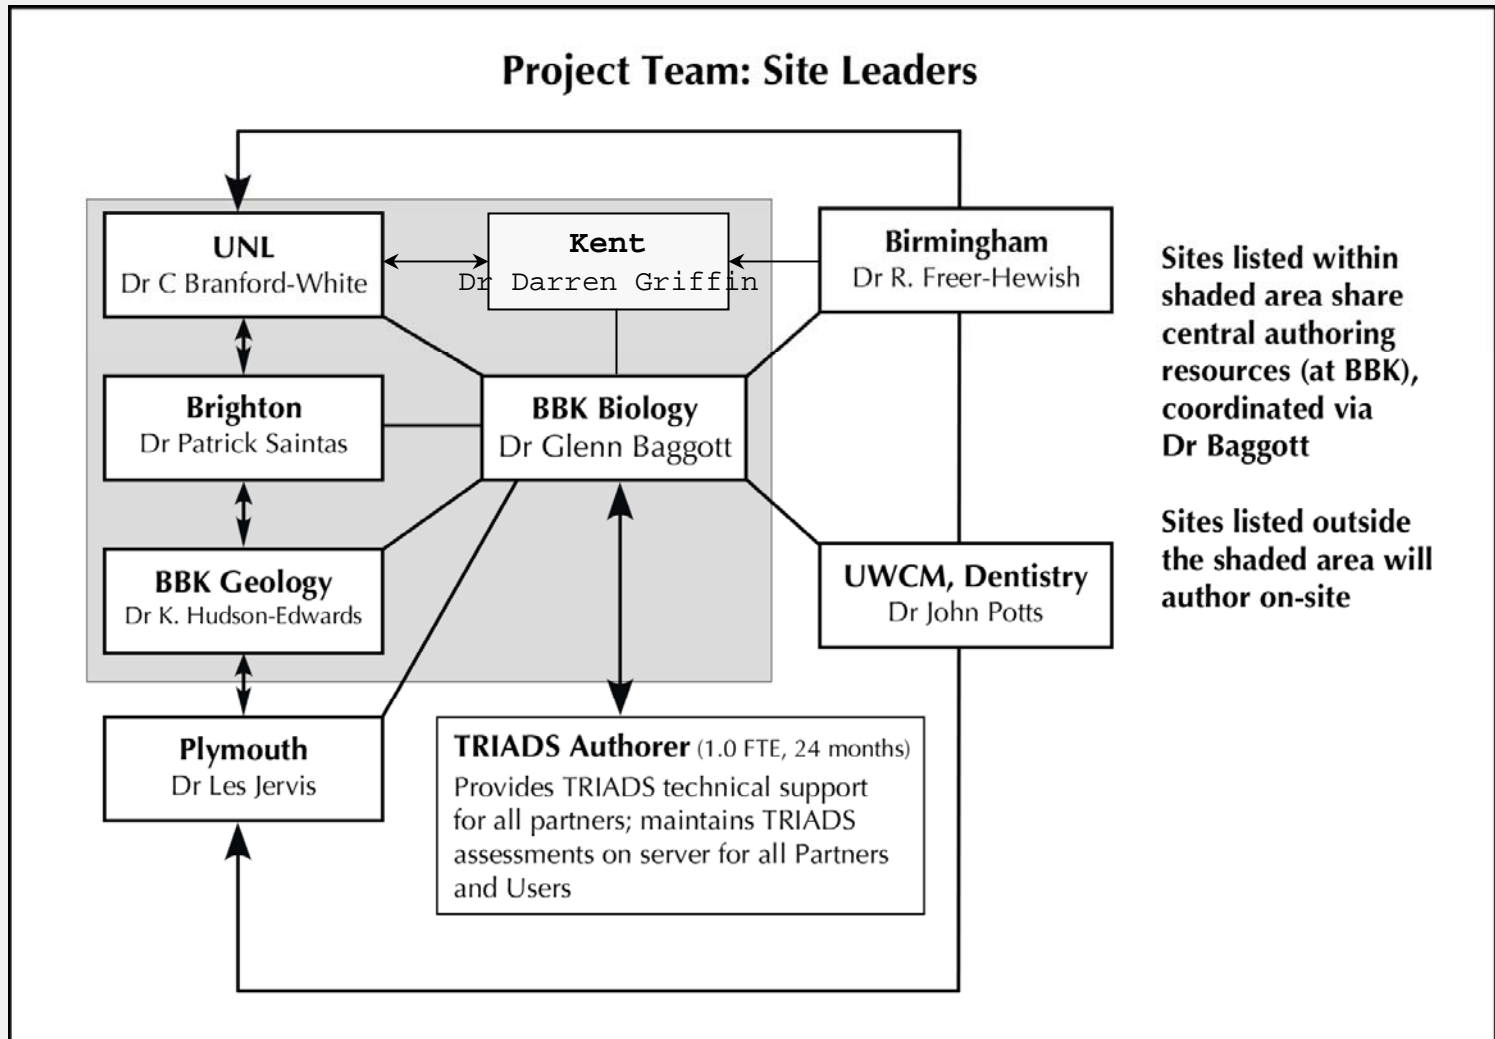 Project Team: Site Leaders
UNL
Dr C Branford-White
Kent
Dr Darren Griffin
Birmingham
Dr R. Freer-Hewish
Brighton
Dr Patrick Saintas
BBK Biology
Dr Glenn Baggott
BBK Geology
Dr K. Hudson-Edwards
UWCM, Dentistry
Dr John Potts
Plymouth
Dr Les Jervis
TRIADS Authorer (1.0 FTE, 24 months)
Provides TRIADS technical support
for all partners; maintains TRIADS
assessments on server for all Partners
and Users
Sites listed within
shaded area share
central authoring
resources (at BBK),
coordinated via
Dr Baggott
Sites listed outside
the shaded area will
author on-site